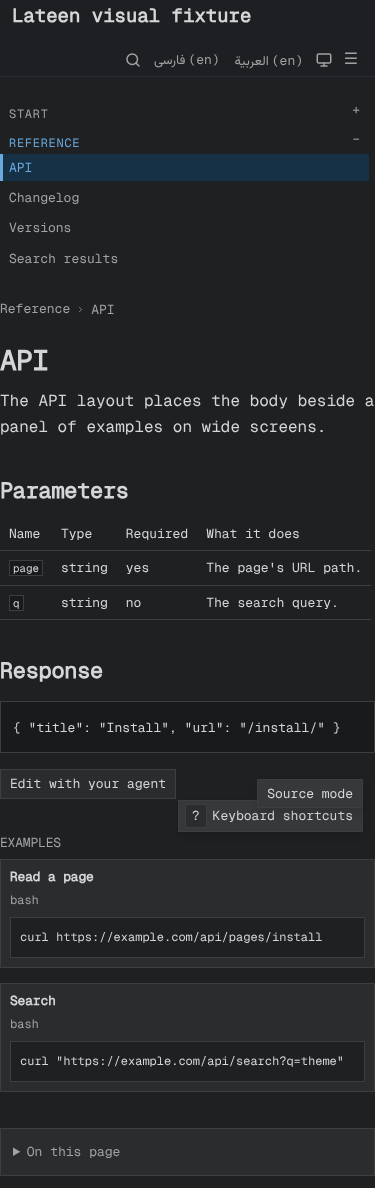 Lateen visual fixture
فارسی (en) العربية (en) ☰
START +
REFERENCE −
API
Changelog
Versions
Search results
Reference › API
API
The API layout places the body beside a
panel of examples on wide screens.
Parameters
Name Type Required What it does
page string yes The page's URL path.
q string no The search query.
Response
{ "title": "Install", "url": "/install/" }
Edit with your agent
Source mode
? Keyboard shortcuts
EXAMPLES
Read a page
bash
curl https://example.com/api/pages/install
Search
bash
curl "https://example.com/api/search?q=theme"
▶ On this page